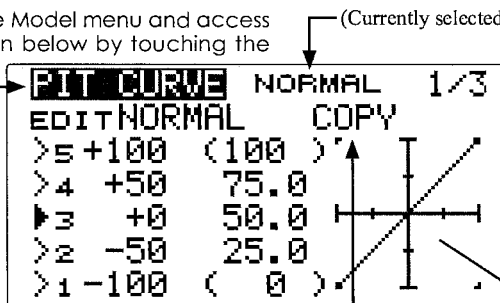 e Model menu and access
n below by touching the
(Currently selected
PIT CURVE NORMAL 1/3
EDIT NORMAL COPY
>5 +100 (100 )
>4 +50 75.0
▶3 +0 50.0
>2 -50 25.0
>1 -100 ( 0 )